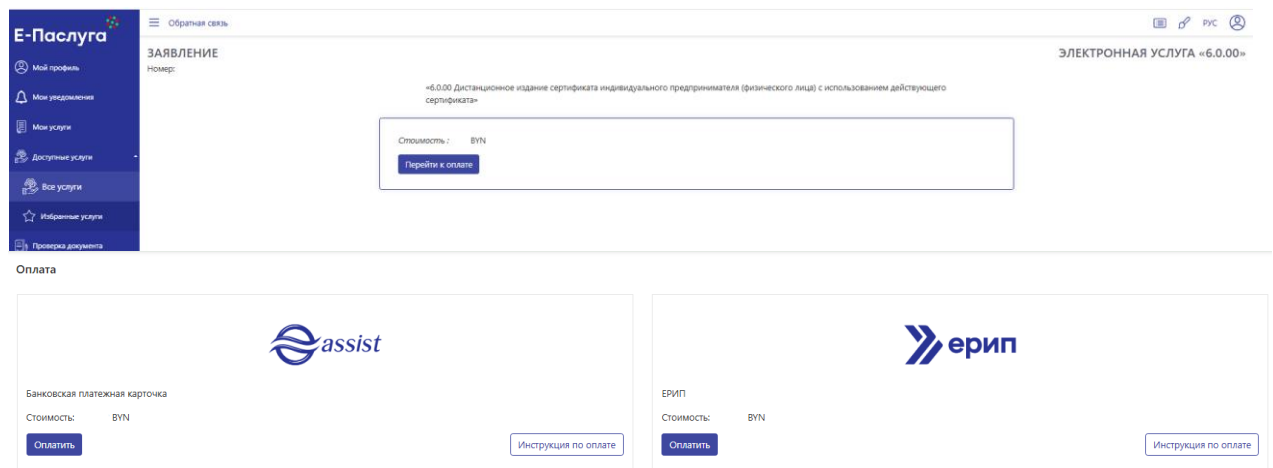 Е-Паслуга
Мой профиль
Мои уведомления
Мои услуги
Доступные услуги
Все услуги
Избранные услуги
Проверка документа
Обратная связь
РУС
ЗАЯВЛЕНИЕ
ЭЛЕКТРОННАЯ УСЛУГА «6.0.00»
Номер:
«6.0.00 Дистанционное издание сертификата индивидуального предпринимателя (физического лица) с использованием действующего
сертификата»
Стоимость : BYN
Перейти к оплате
Оплата
assist
Банковская платежная карточка
Стоимость: BYN
Оплатить
Инструкция по оплате
ерип
ЕРИП
Стоимость: BYN
Оплатить
Инструкция по оплате